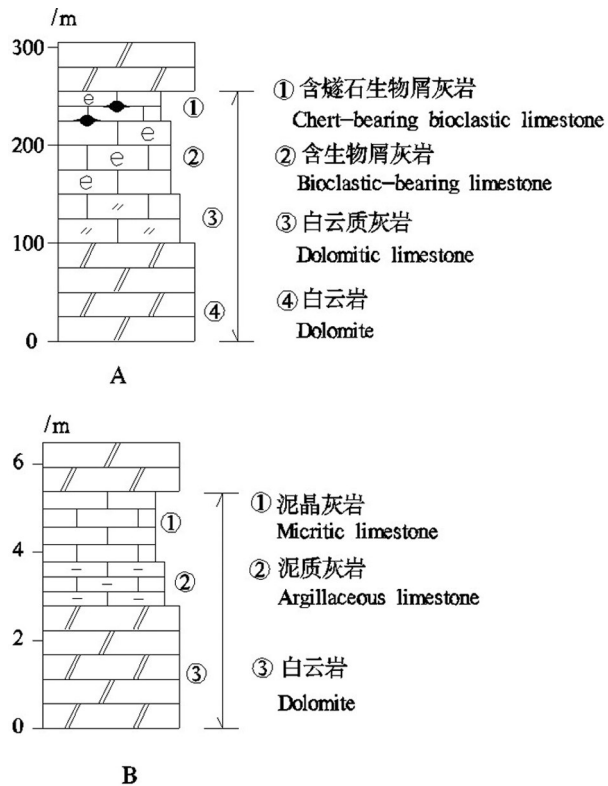 /m
300
200
100
0
①
②
③
④
① 含燧石生物屑灰岩
Chert-bearing bioclastic limestone
② 含生物屑灰岩
Bioclastic-bearing limestone
③ 白云质灰岩
Dolomitic limestone
④ 白云岩
Dolomite
A
/m
6
4
2
0
①
②
③
① 泥晶灰岩
Micritic limestone
② 泥质灰岩
Argillaceous limestone
③ 白云岩
Dolomite
B